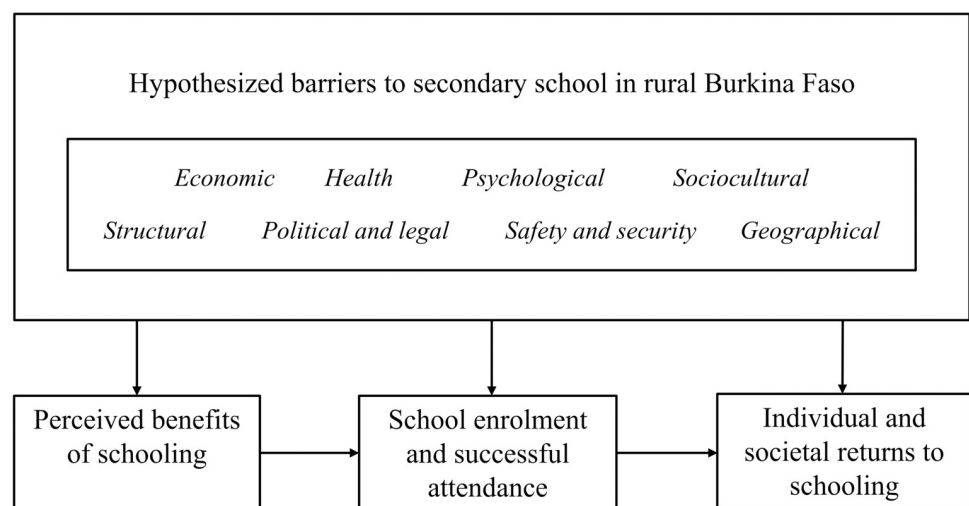 Hypothesized barriers to secondary school in rural Burkina Faso
Economic Health Psychological Sociocultural
Structural Political and legal Safety and security Geographical
Perceived benefits
of schooling
School enrolment
and successful
attendance
Individual and
societal returns to
schooling